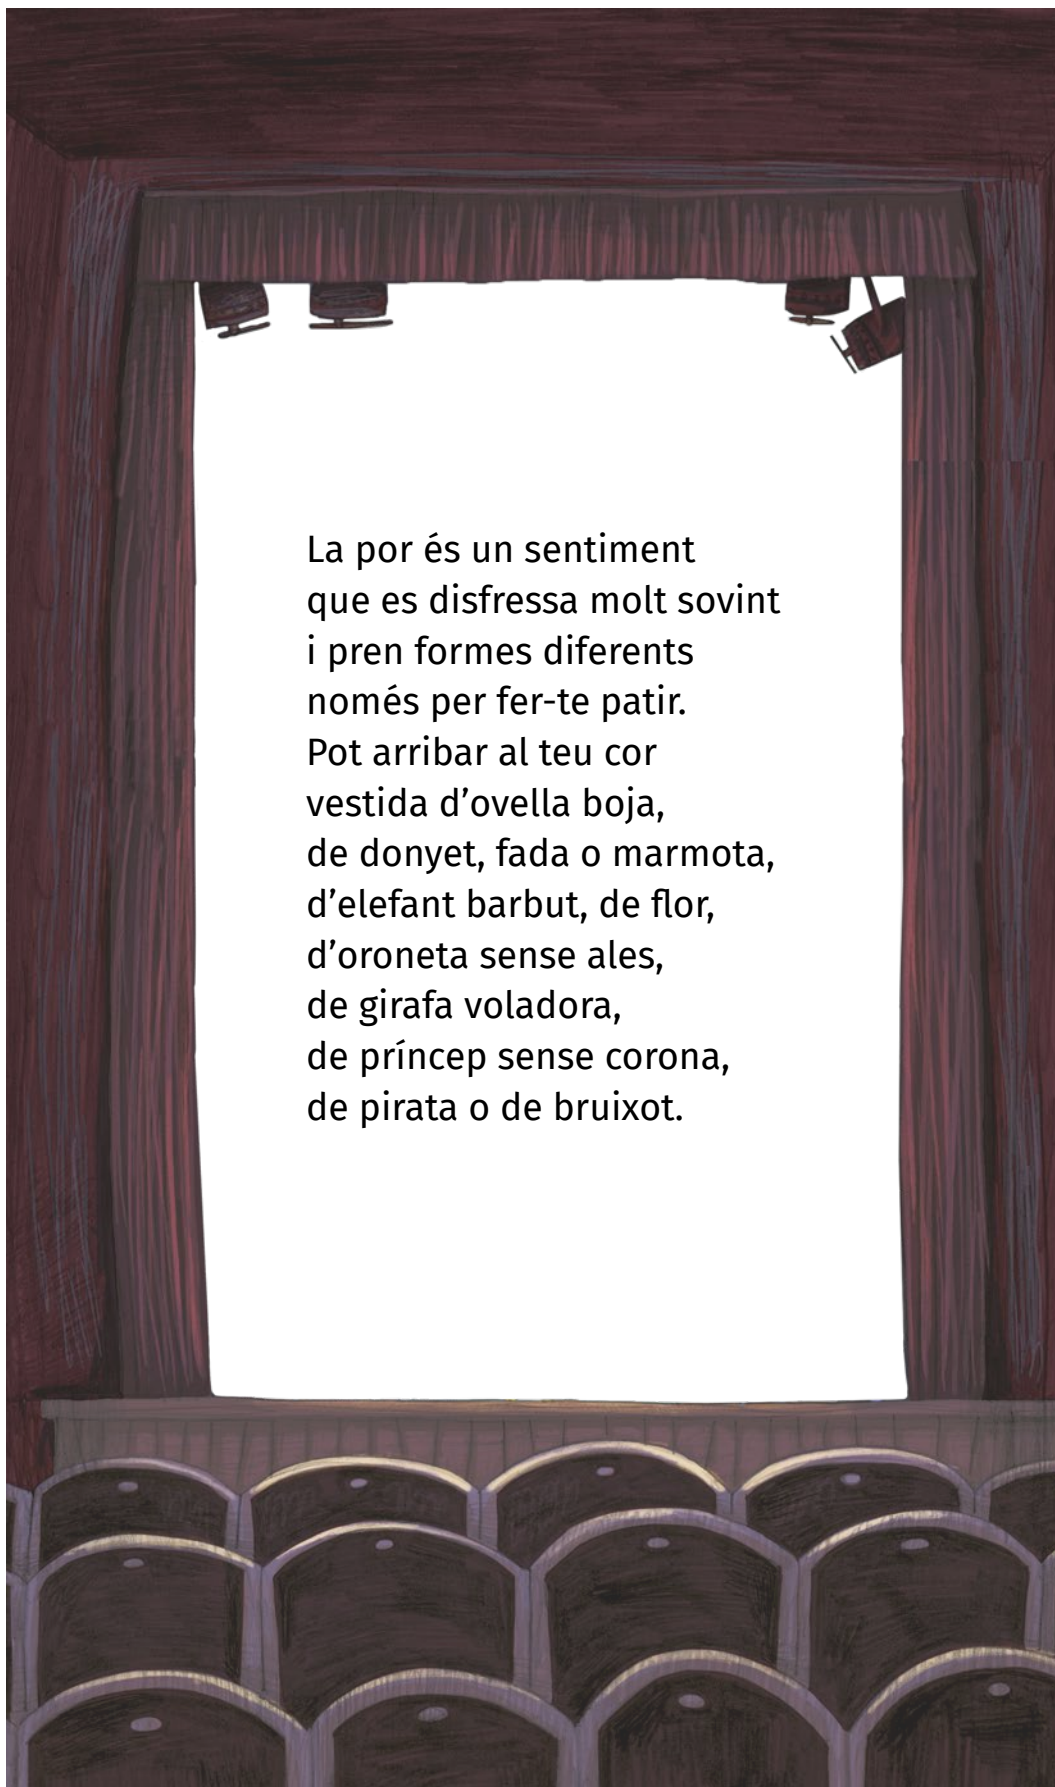 La por és un sentiment
que es disfressa molt sovint
i pren formes diferents
només per fer-te patir.
Pot arribar al teu cor
vestida d’ovella boja,
de donyet, fada o marmota,
d’elefant barbut, de flor,
d’oroneta sense ales,
de girafa voladora,
de príncep sense corona,
de pirata o de bruixot.